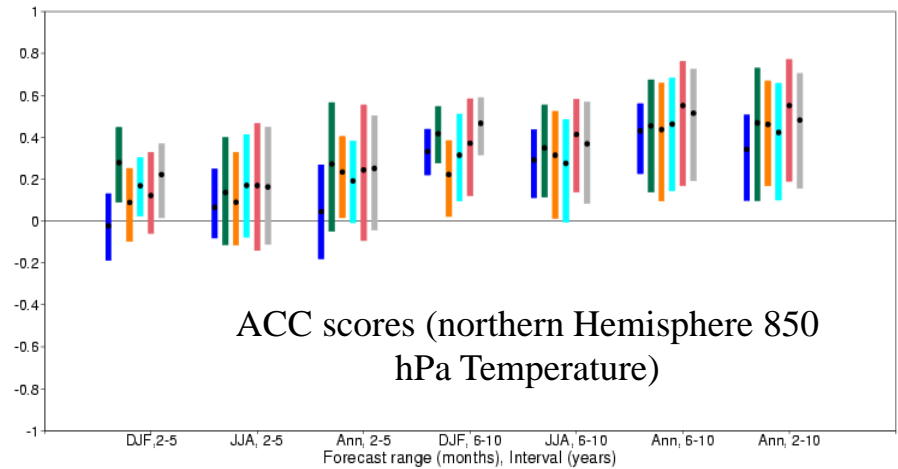 1
0.8
0.6
0.4
0.2
0
-0.2
-0.4
-0.6
-0.8
-1
ACC scores (northern Hemisphere 850
hPa Temperature)
DJF,2-5 JJA, 2-5 Ann, 2-5 DJF, 6-10 JJA, 6-10 Ann, 6-10 Ann, 2-10
Forecast range (months), Interval (years)